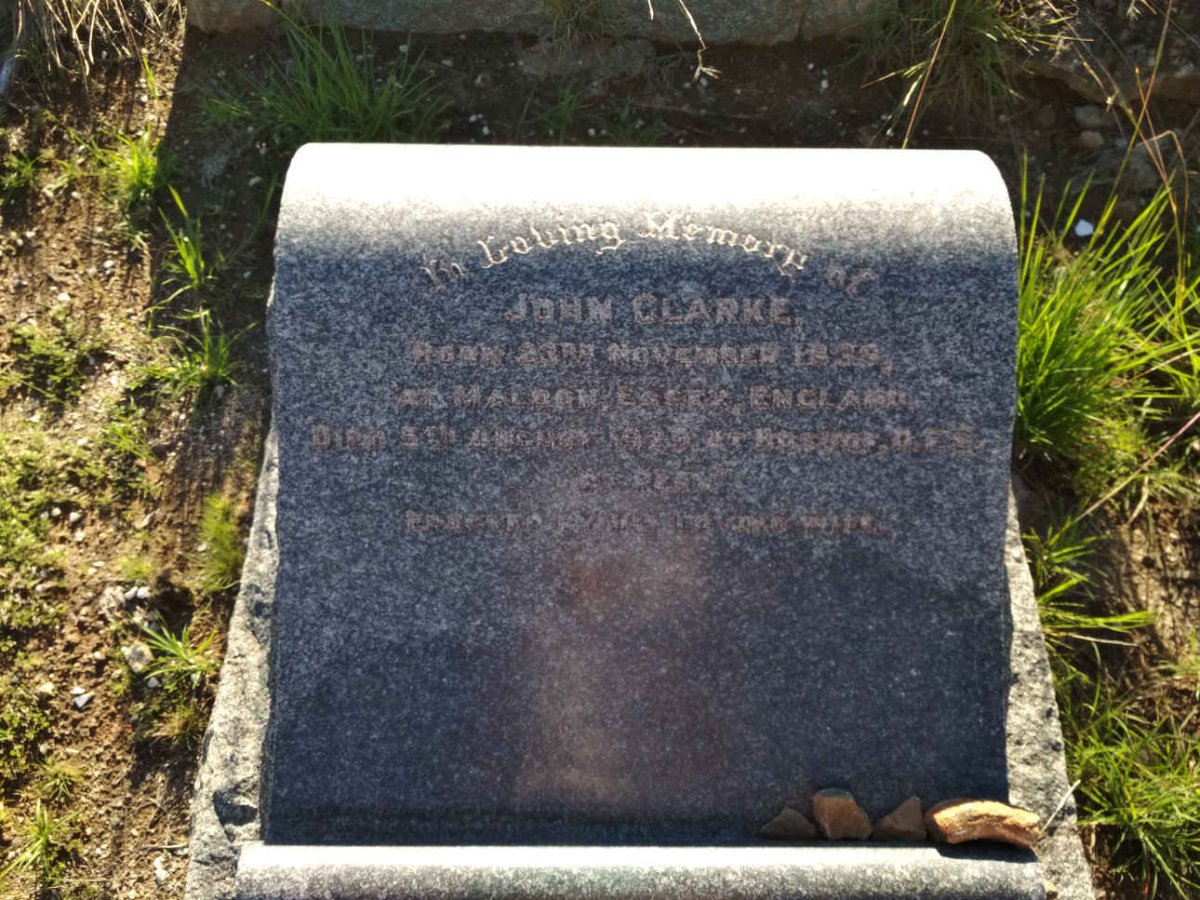 In Loving Memory of
John Clarke,
Born 23rd November
at Maldon, Essex, England.
Died 5th August at
Erected by his loving wife.